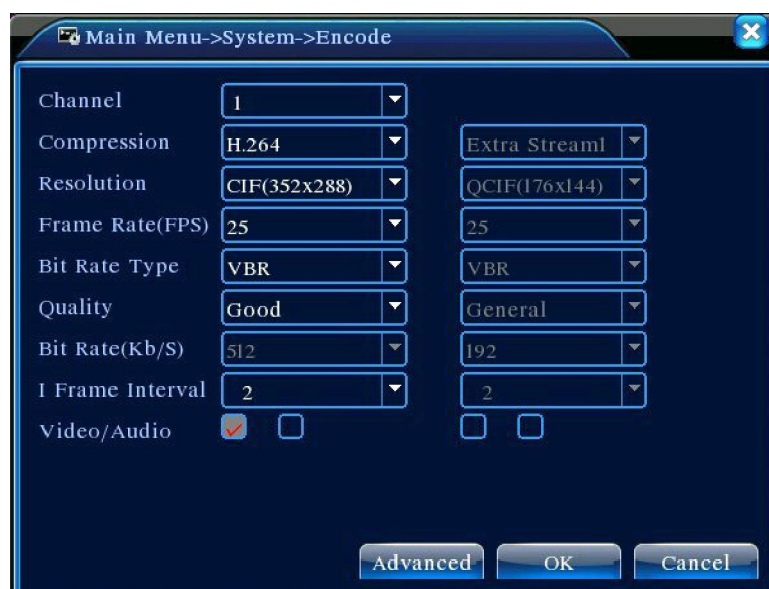 Main Menu->System->Encode
Channel 1
Compression H.264 Extra Stream1
Resolution CIF(352x288) QCIF(176x144)
Frame Rate(FPS) 25 25
Bit Rate Type VBR VBR
Quality Good General
Bit Rate(Kb/S) 512 192
I Frame Interval 2 2
Video/Audio
Advanced OK Cancel